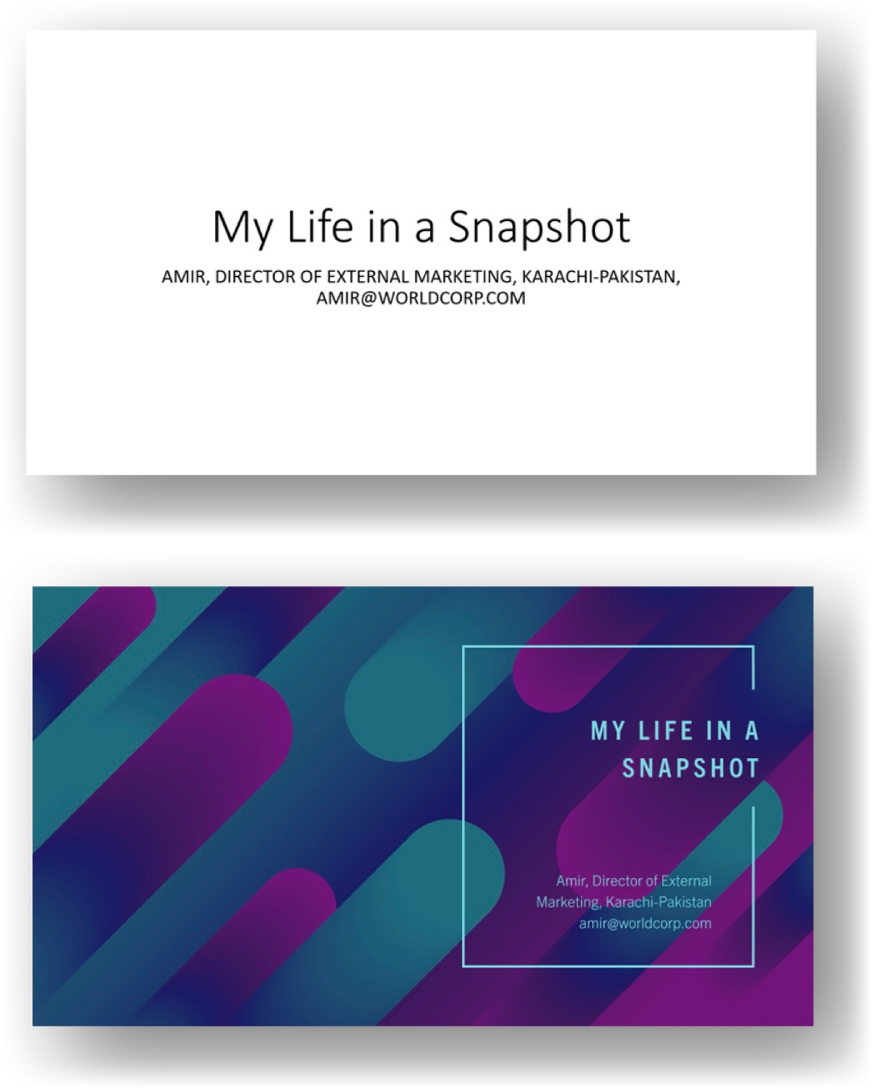 My Life in a Snapshot
AMIR, DIRECTOR OF EXTERNAL MARKETING, KARACHI-PAKISTAN,
AMIR@WORLDCORP.COM
MY LIFE IN A
SNAPSHOT
Amir, Director of External
Marketing, Karachi-Pakistan
amir@worldcorp.com